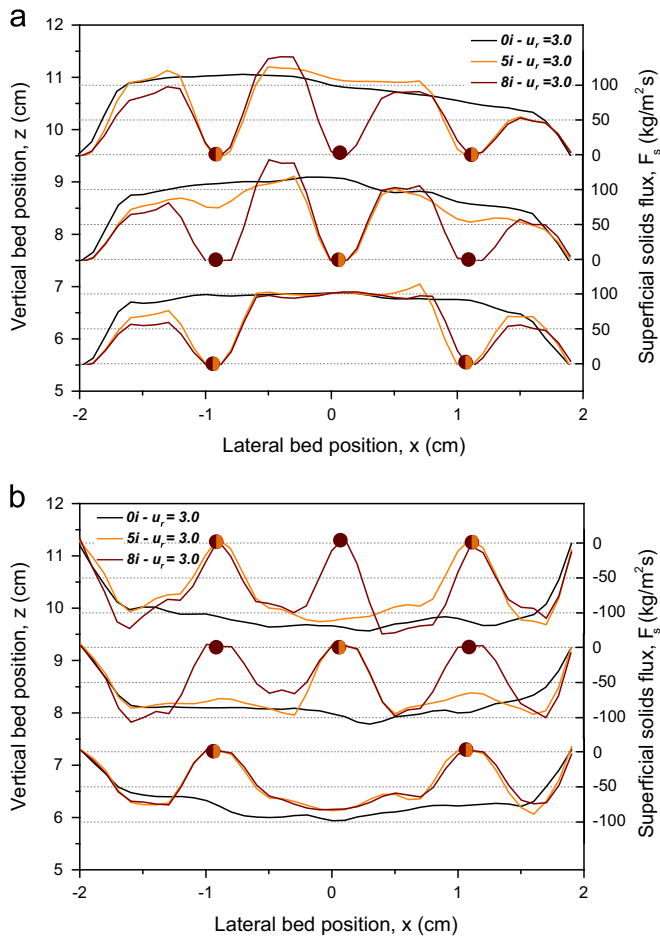 a
12
11
10
9
8
7
6
5
Vertical bed position, z (cm)
0i - u_r =3.0
5i - u_r =3.0
8i - u_r =3.0
100
50
0
100
50
0
100
50
0
Superficial solids flux, F_s (kg/m²s)
-2 -1 0 1 2
Lateral bed position, x (cm)
b
12
11
10
9
8
7
6
5
Vertical bed position, z (cm)
0i - u_r = 3.0
5i - u_r = 3.0
8i - u_r = 3.0
0
-50
-100
0
-50
-100
0
-50
-100
Superficial solids flux, F_s (kg/m²s)
-2 -1 0 1 2
Lateral bed position, x (cm)